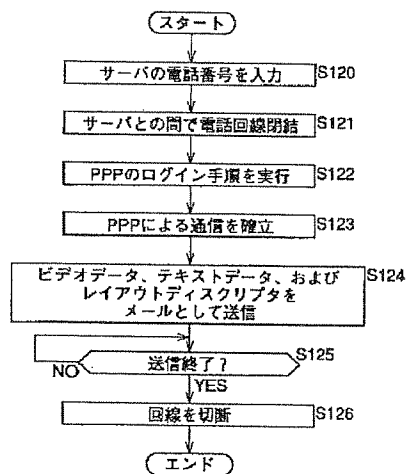 スタート
サーバの電話番号を入力 S120
サーバとの間で電話回線閉結 S121
PPPのログイン手順を実行 S122
PPPによる通信を確立 S123
ビデオデータ、テキストデータ、および S124
レイアウトディスクリプタを
メールとして送信
送信終了? S125
NO
YES
回線を切断 S126
エンド